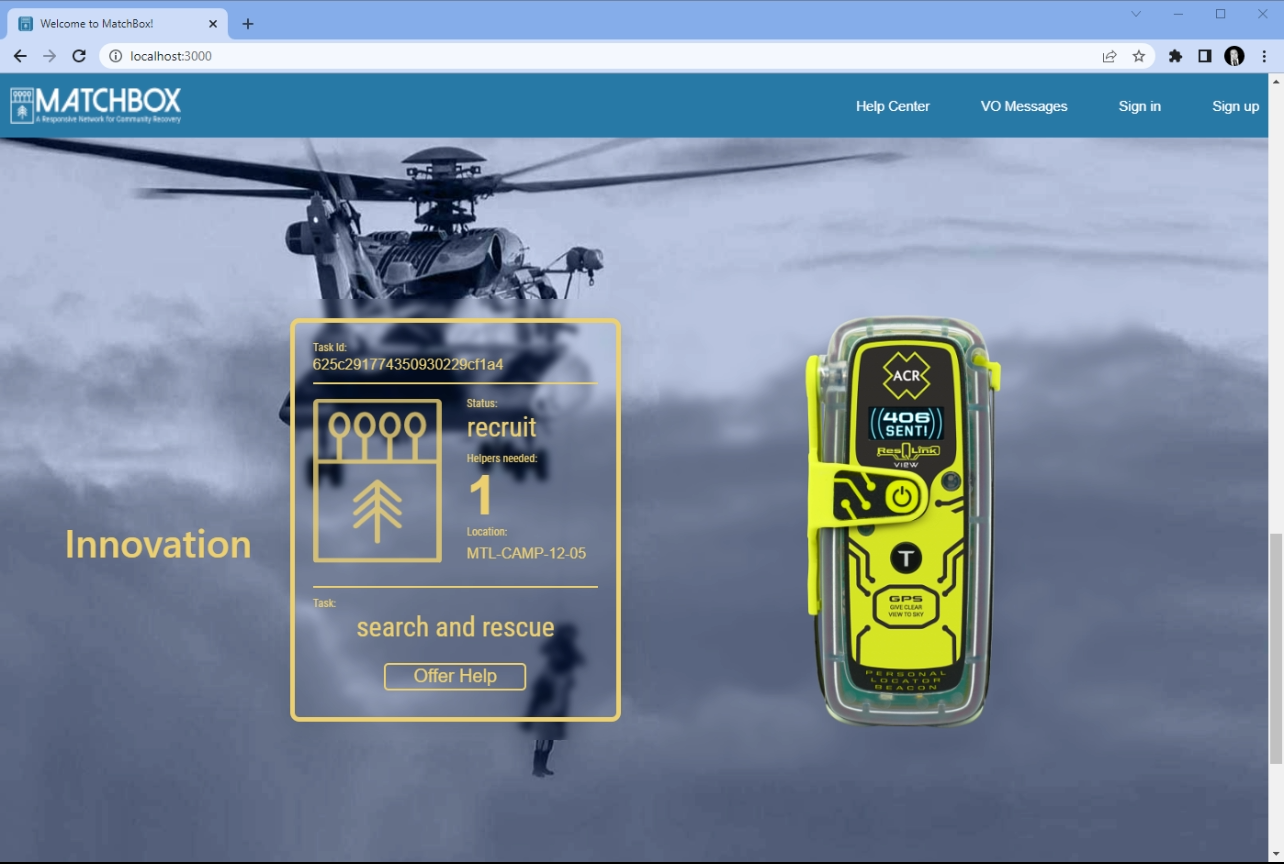 Welcome to MatchBox!
localhost:3000
MATCHBOX
A Responsive Network for Community Recovery
Help Center
VO Messages
Sign in
Sign up
Innovation
Task Id:
625c291774350930229cf1a4
Status:
recruit
Helpers needed:
1
Location:
MTL-CAMP-12-05
Task:
search and rescue
Offer Help
ACR
406
SENT!
ResQLink
VIEW
T
GPS
GIVE CLEAR
VIEW TO SKY
PERSONAL
LOCATOR
BEACON